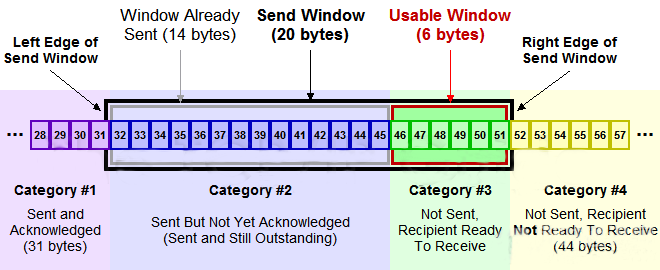 Window Already
Sent (14 bytes)
Send Window
(20 bytes)
Usable Window
(6 bytes)
Left Edge of
Send Window
Right Edge of
Send Window
... 28 29 30 31 32 33 34 35 36 37 38 39 40 41 42 43 44 45 46 47 48 49 50 51 52 53 54 55 56 57 ...
Category #1
Sent and
Acknowledged
(31 bytes)
Category #2
Sent But Not Yet Acknowledged
(Sent and Still Outstanding)
Category #3
Not Sent,
Recipient Ready
To Receive
Category #4
Not Sent, Recipient
Not Ready To Receive
(44 bytes)